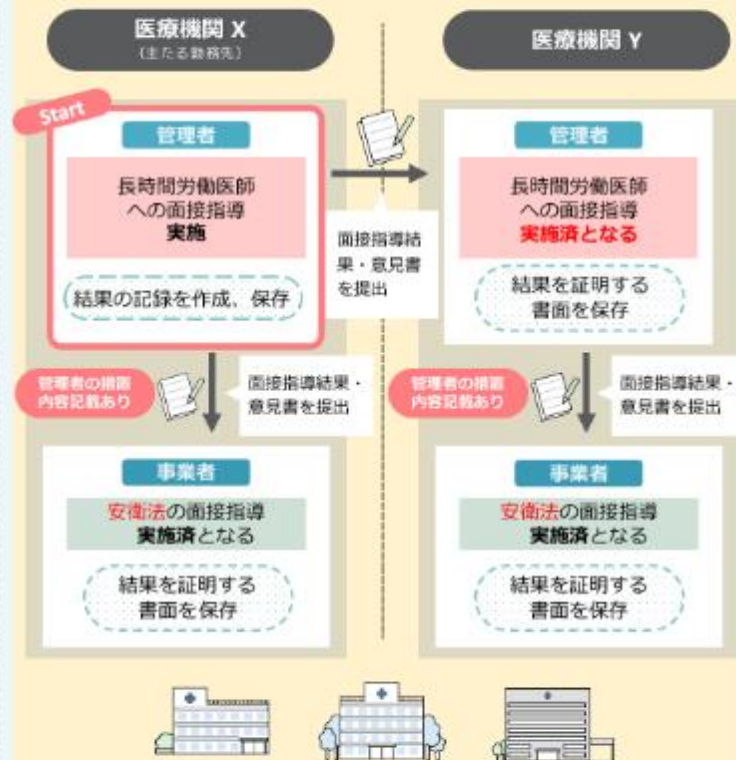 医療機関 X
(主たる勤務先)
医療機関 Y
Start
管理者
長時間労働医師
への面接指導
実施
結果の記録を作成、保存
面接指導結
果・意見書
を提出
管理者
長時間労働医師
への面接指導
実施済となる
結果を証明する
書面を保存
管理者の措置
内容記載あり
面接指導結果・
意見書を提出
管理者の措置
内容記載あり
面接指導結果・
意見書を提出
事業者
安衛法の面接指導
実施済となる
結果を証明する
書面を保存
事業者
安衛法の面接指導
実施済となる
結果を証明する
書面を保存